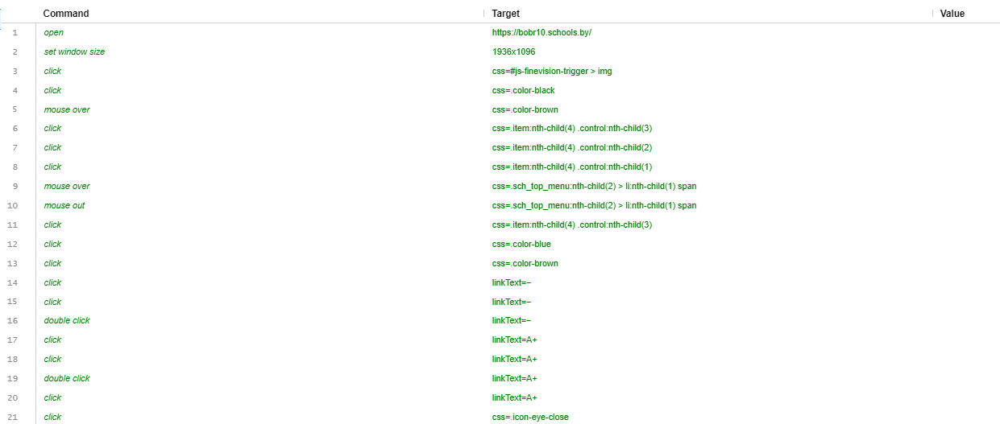 Command Target Value
1 open https://bobr10.schools.by/
2 set window size 1936x1096
3 click css=#js-finevision-trigger > img
4 click css=.color-black
5 mouse over css=.color-brown
6 click css=.item:nth-child(4) .control:nth-child(3)
7 click css=.item:nth-child(4) .control:nth-child(2)
8 click css=.item:nth-child(4) .control:nth-child(1)
9 mouse over css=.sch_top_menu:nth-child(2) > li:nth-child(1) span
10 mouse out css=.sch_top_menu:nth-child(2) > li:nth-child(1) span
11 click css=.item:nth-child(4) .control:nth-child(3)
12 click css=.color-blue
13 click css=.color-brown
14 click linkText=−
15 click linkText=−
16 double click linkText=−
17 click linkText=A+
18 click linkText=A+
19 double click linkText=A+
20 click linkText=A+
21 click css=.icon-eye-close